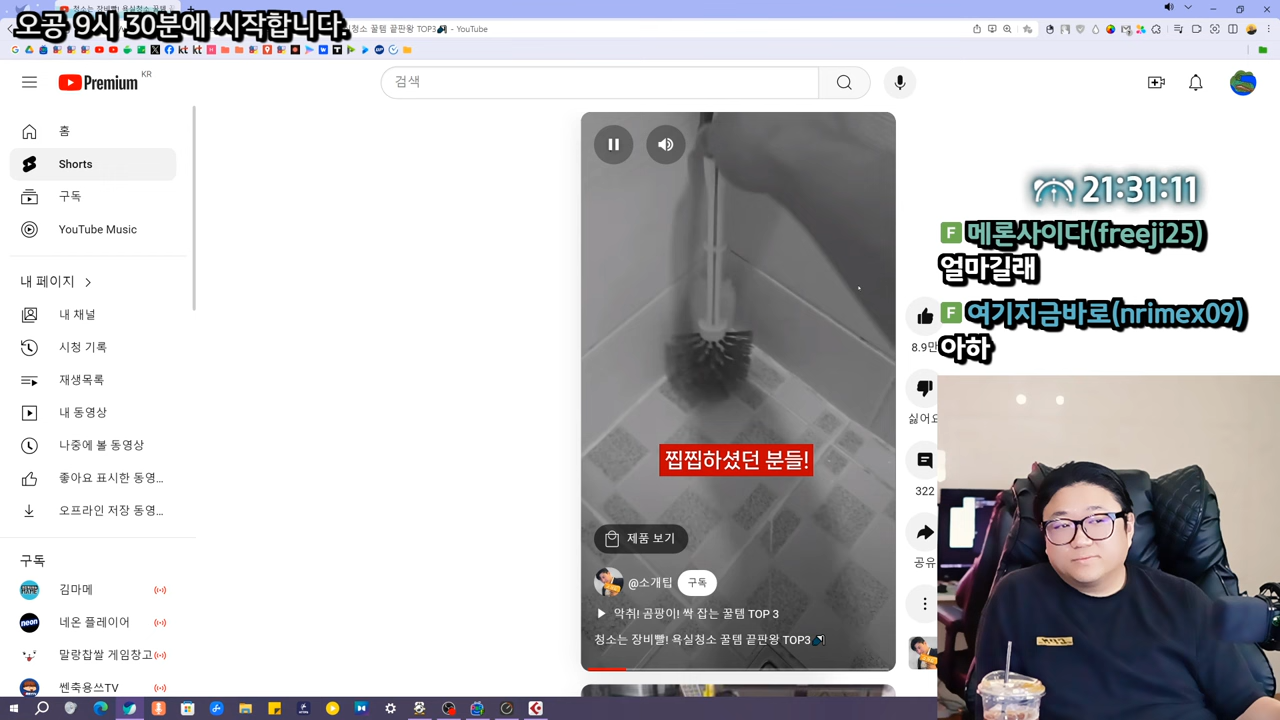 오공 9시 30분에 시작합니다.
꿀템 끝판왕 TOP3 - YouTube
Premium KR
검색
홈
Shorts
구독
YouTube Music
내 페이지
내 채널
시청 기록
재생목록
내 동영상
나중에 볼 동영상
좋아요 표시한 동영...
오프라인 저장 동영...
구독
김마메
네온 플레이어
말랑찹쌀 게임창고
쎈축용쓰TV
찝찝하셨던 분들!
제품 보기
@소개팁 구독
악취! 곰팡이! 싹 잡는 꿀템 TOP 3
청소는 장비빨! 욕실청소 꿀템 끝판왕 TOP3
8.9만
싫어요
322
공유
21:31:11
F 메론사이다(freeji25)
얼마길래
F 여기지금바로(nrimex09)
아하